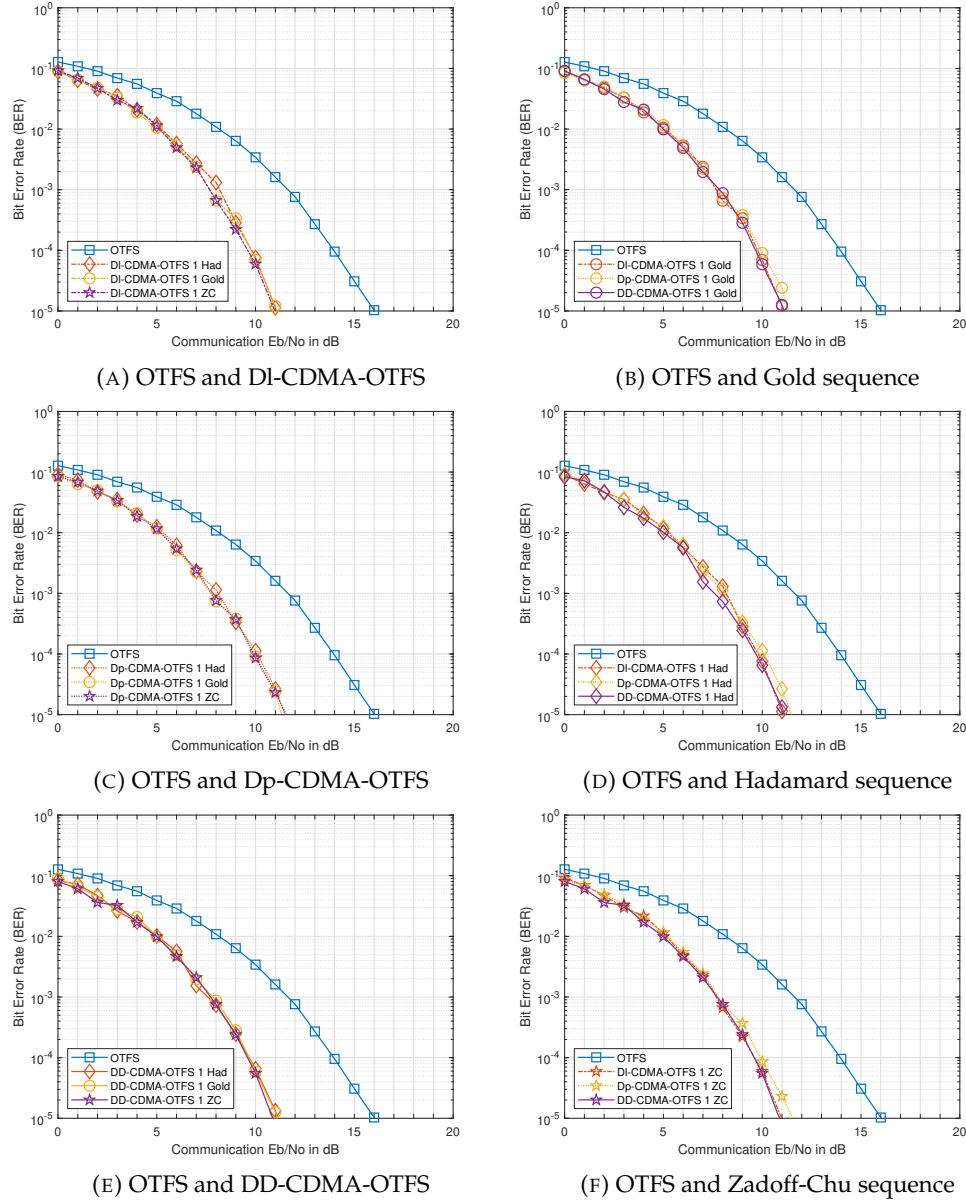 10^0
10^-1
10^-2
10^-3
10^-4
10^-5
Bit Error Rate (BER)
OTFS
Dl-CDMA-OTFS 1 Had
Dl-CDMA-OTFS 1 Gold
Dl-CDMA-OTFS 1 ZC
0 5 10 15 20
Communication Eb/No in dB
(A) OTFS and Dl-CDMA-OTFS
10^0
10^-1
10^-2
10^-3
10^-4
10^-5
Bit Error Rate (BER)
OTFS
Dl-CDMA-OTFS 1 Gold
Dp-CDMA-OTFS 1 Gold
DD-CDMA-OTFS 1 Gold
0 5 10 15 20
Communication Eb/No in dB
(B) OTFS and Gold sequence
10^0
10^-1
10^-2
10^-3
10^-4
10^-5
Bit Error Rate (BER)
OTFS
Dp-CDMA-OTFS 1 Had
Dp-CDMA-OTFS 1 Gold
Dp-CDMA-OTFS 1 ZC
0 5 10 15 20
Communication Eb/No in dB
(C) OTFS and Dp-CDMA-OTFS
10^0
10^-1
10^-2
10^-3
10^-4
10^-5
Bit Error Rate (BER)
OTFS
Dl-CDMA-OTFS 1 Had
Dp-CDMA-OTFS 1 Had
DD-CDMA-OTFS 1 Had
0 5 10 15 20
Communication Eb/No in dB
(D) OTFS and Hadamard sequence
10^0
10^-1
10^-2
10^-3
10^-4
10^-5
Bit Error Rate (BER)
OTFS
DD-CDMA-OTFS 1 Had
DD-CDMA-OTFS 1 Gold
DD-CDMA-OTFS 1 ZC
0 5 10 15 20
Communication Eb/No in dB
(E) OTFS and DD-CDMA-OTFS
10^0
10^-1
10^-2
10^-3
10^-4
10^-5
Bit Error Rate (BER)
OTFS
Dl-CDMA-OTFS 1 ZC
Dp-CDMA-OTFS 1 ZC
DD-CDMA-OTFS 1 ZC
0 5 10 15 20
Communication Eb/No in dB
(F) OTFS and Zadoff-Chu sequence